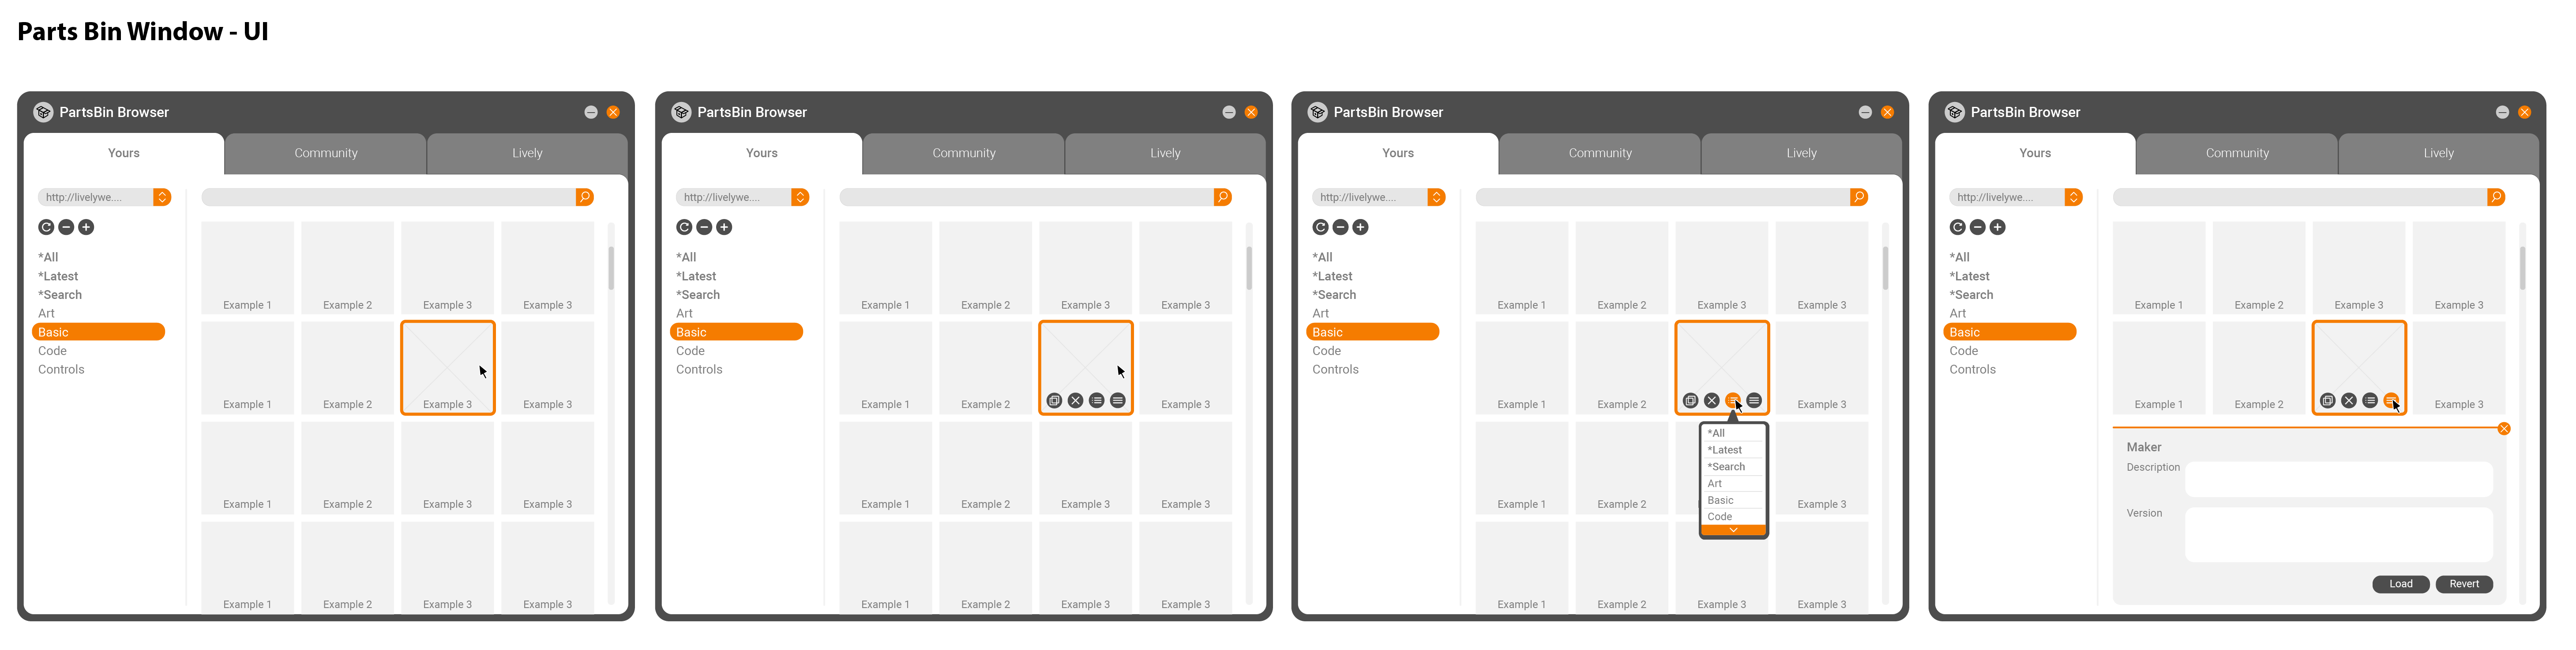 Parts Bin Window - UI
PartsBin Browser
Yours
Community
Lively
http://livelywe....
*All
*Latest
*Search
Art
Basic
Code
Controls
Example 1 Example 2 Example 3 Example 3
Example 1 Example 2 Example 3 Example 3
Example 1 Example 2 Example 3 Example 3
Example 1 Example 2 Example 3 Example 3
PartsBin Browser
Yours
Community
Lively
http://livelywe....
*All
*Latest
*Search
Art
Basic
Code
Controls
Example 1 Example 2 Example 3 Example 3
Example 1 Example 2 Example 3
Example 1 Example 2 Example 3 Example 3
Example 1 Example 2 Example 3 Example 3
PartsBin Browser
Yours
Community
Lively
http://livelywe....
*All
*Latest
*Search
Art
Basic
Code
Controls
Example 1 Example 2 Example 3 Example 3
Example 1 Example 2 Example 3
*All
*Latest
*Search
Art
Basic
Code
Example 1 Example 2 Example 3
Example 1 Example 2 Example 3 Example 3
PartsBin Browser
Yours
Community
Lively
http://livelywe....
*All
*Latest
*Search
Art
Basic
Code
Controls
Example 1 Example 2 Example 3 Example 3
Example 1 Example 2 Example 3
Maker
Description
Version
Load
Revert